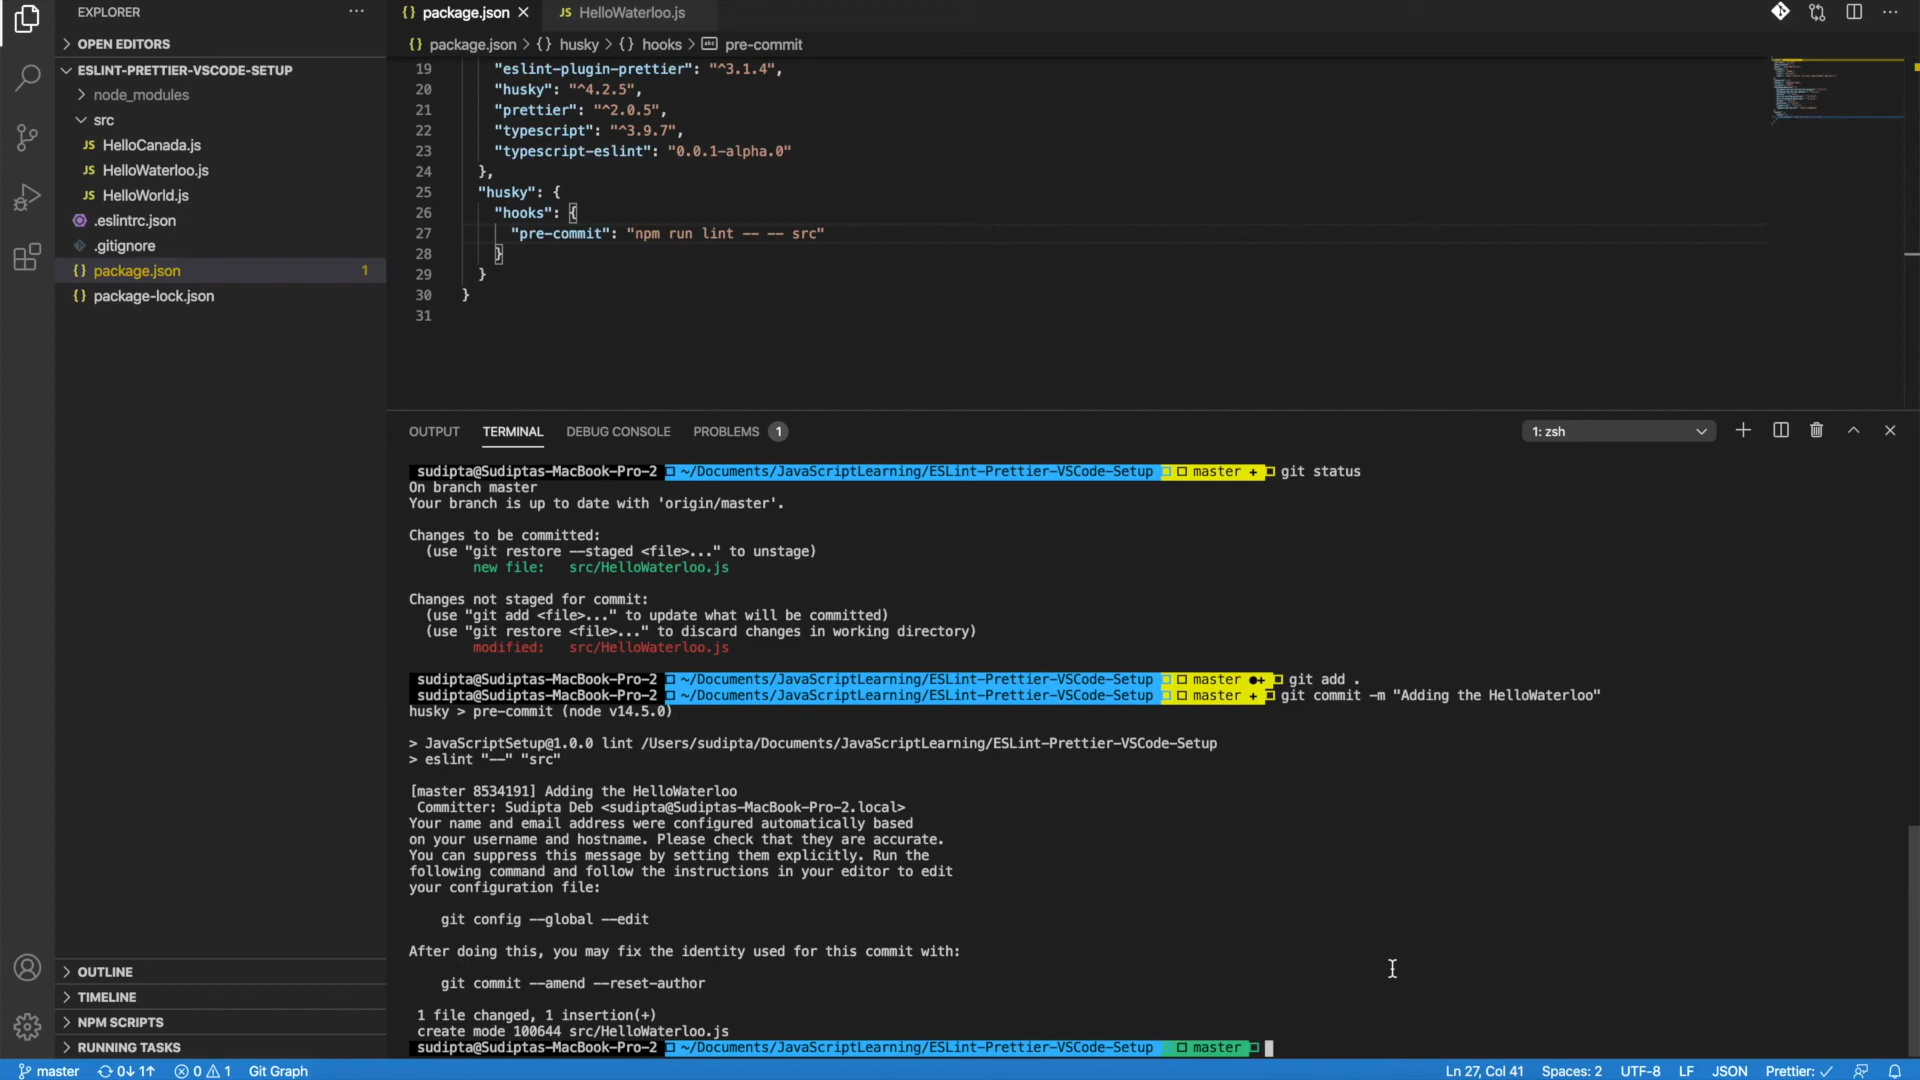 EXPLORER
OPEN EDITORS
ESLINT-PRETTIER-VSCODE-SETUP
node_modules
src
JS HelloCanada.js
JS HelloWaterloo.js
JS HelloWorld.js
.eslintrc.json
.gitignore
{} package.json 1
{} package-lock.json
OUTLINE
TIMELINE
NPM SCRIPTS
RUNNING TASKS
{} package.json
JS HelloWaterloo.js
{} package.json > {} husky > {} hooks > abc pre-commit
19 "eslint-plugin-prettier": "^3.1.4",
20 "husky": "^4.2.5",
21 "prettier": "^2.0.5",
22 "typescript": "^3.9.7",
23 "typescript-eslint": "0.0.1-alpha.0"
24 },
25 "husky": {
26 "hooks": {
27 "pre-commit": "npm run lint -- -- src"
28 }
29 }
30 }
31
OUTPUT TERMINAL DEBUG CONSOLE PROBLEMS 1
1: zsh
sudipta@Sudiptas-MacBook-Pro-2 ~/Documents/JavaScriptLearning/ESLint-Prettier-VSCode-Setup master + git status
On branch master
Your branch is up to date with 'origin/master'.
Changes to be committed:
(use "git restore --staged <file>..." to unstage)
new file: src/HelloWaterloo.js
Changes not staged for commit:
(use "git add <file>..." to update what will be committed)
(use "git restore <file>..." to discard changes in working directory)
modified: src/HelloWaterloo.js
sudipta@Sudiptas-MacBook-Pro-2 ~/Documents/JavaScriptLearning/ESLint-Prettier-VSCode-Setup master ●+ git add .
sudipta@Sudiptas-MacBook-Pro-2 ~/Documents/JavaScriptLearning/ESLint-Prettier-VSCode-Setup master + git commit -m "Adding the HelloWaterloo"
husky > pre-commit (node v14.5.0)
> JavaScriptSetup@1.0.0 lint /Users/sudipta/Documents/JavaScriptLearning/ESLint-Prettier-VSCode-Setup
> eslint "--" "src"
[master 8534191] Adding the HelloWaterloo
Committer: Sudipta Deb <sudipta@Sudiptas-MacBook-Pro-2.local>
Your name and email address were configured automatically based
on your username and hostname. Please check that they are accurate.
You can suppress this message by setting them explicitly. Run the
following command and follow the instructions in your editor to edit
your configuration file:
git config --global --edit
After doing this, you may fix the identity used for this commit with:
git commit --amend --reset-author
1 file changed, 1 insertion(+)
create mode 100644 src/HelloWaterloo.js
sudipta@Sudiptas-MacBook-Pro-2 ~/Documents/JavaScriptLearning/ESLint-Prettier-VSCode-Setup master
master 0↓ 1↑ 0 1 Git Graph
Ln 27, Col 41 Spaces: 2 UTF-8 LF JSON Prettier: ✓